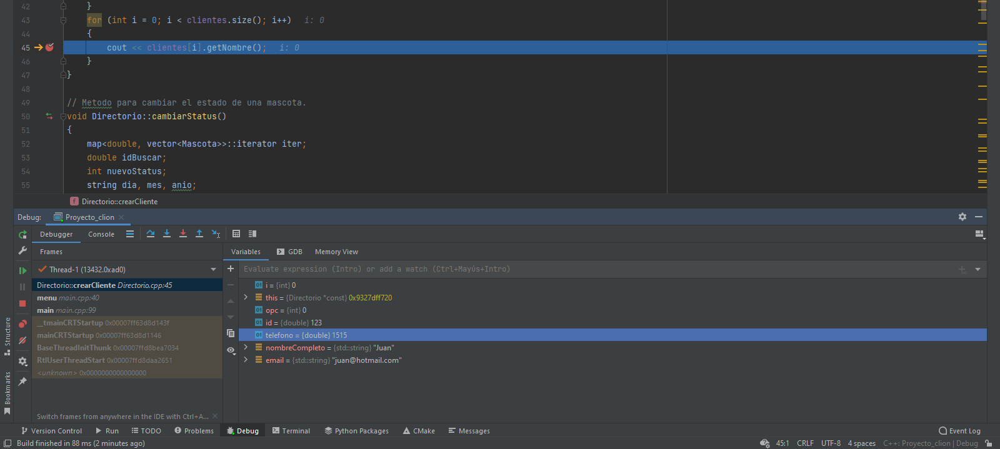 42 }
43 for (int i = 0; i < clientes.size(); i++) i: 0
44 {
45 cout << clientes[i].getNombre(); i: 0
46 }
47 }
48
49 // Metodo para cambiar el estado de una mascota.
50 void Directorio::cambiarStatus()
51 {
52 map<double, vector<Mascota>>::iterator iter;
53 double idBuscar;
54 int nuevoStatus;
55 string dia, mes, anio;
f Directorio::crearCliente
Debug: Proyecto_clion
Debugger Console
Frames
Variables GDB Memory View
Thread-1 (13432.0xad0)
Evaluate expression (Intro) or add a watch (Ctrl+Mayús+Intro)
Directorio::crearCliente Directorio.cpp:45
menu main.cpp:40
main main.cpp:99
__tmainCRTStartup 0x00007ff63d8d143f
mainCRTStartup 0x00007ff63d8d1146
BaseThreadInitThunk 0x00007ffd8bea7034
RtlUserThreadStart 0x00007ffd8daa2651
<unknown> 0x0000000000000000
Switch frames from anywhere in the IDE with Ctrl+A...
01 i = {int} 0
this = {Directorio *const} 0x9327dff720
01 opc = {int} 0
01 id = {double} 123
01 telefono = {double} 1515
nombreCompleto = {std::string} "Juan"
email = {std::string} "juan@hotmail.com"
Structure
Bookmarks
Version Control Run TODO Problems Debug Terminal Python Packages CMake Messages Event Log
Build finished in 88 ms (2 minutes ago) 45:1 CRLF UTF-8 4 spaces C++: Proyecto_clion | Debug